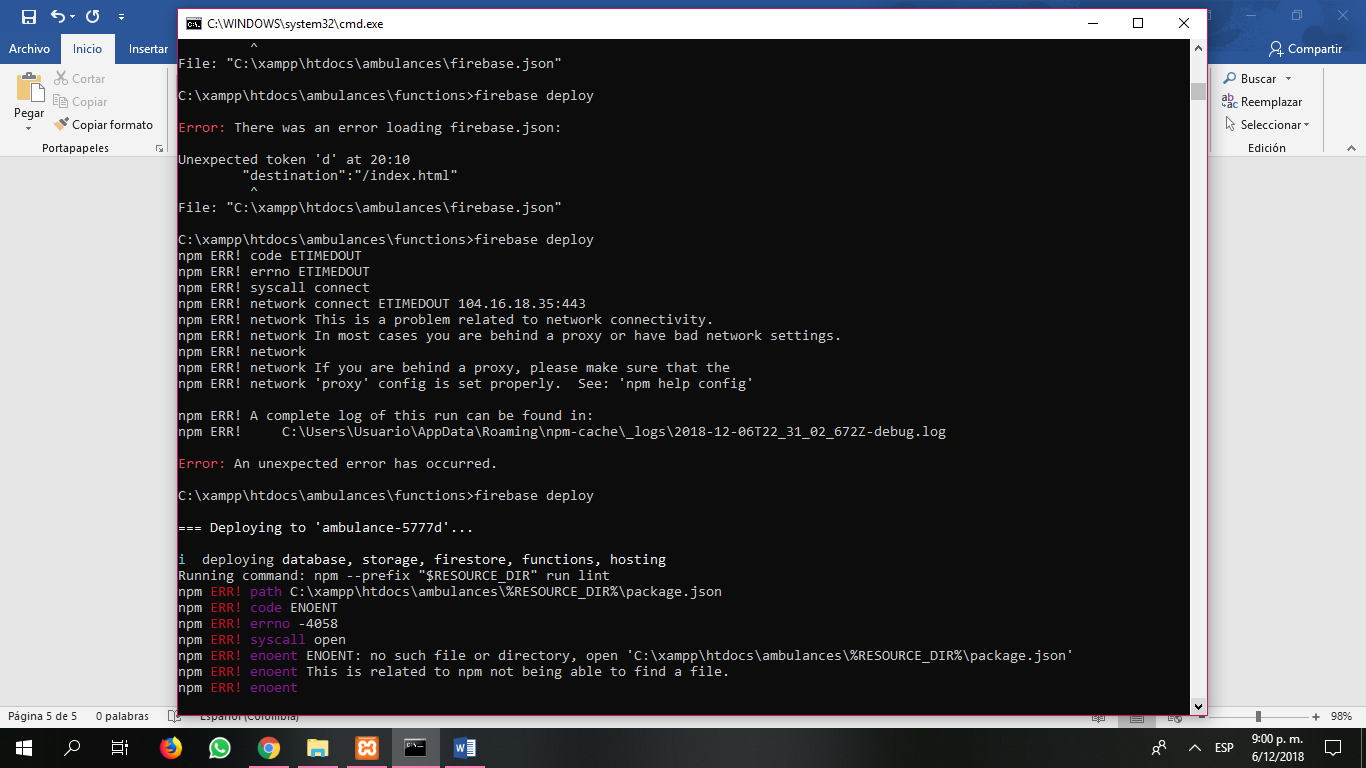 C:\WINDOWS\system32\cmd.exe
Archivo Inicio Insertar
Compartir
Pegar
Cortar
Copiar
Copiar formato
Portapapeles
Buscar
Reemplazar
Seleccionar
Edición
^
File: "C:\xampp\htdocs\ambulances\firebase.json"
C:\xampp\htdocs\ambulances\functions>firebase deploy
Error: There was an error loading firebase.json:
Unexpected token 'd' at 20:10
"destination":"/index.html"
^
File: "C:\xampp\htdocs\ambulances\firebase.json"
C:\xampp\htdocs\ambulances\functions>firebase deploy
npm ERR! code ETIMEDOUT
npm ERR! errno ETIMEDOUT
npm ERR! syscall connect
npm ERR! network connect ETIMEDOUT 104.16.18.35:443
npm ERR! network This is a problem related to network connectivity.
npm ERR! network In most cases you are behind a proxy or have bad network settings.
npm ERR! network
npm ERR! network If you are behind a proxy, please make sure that the
npm ERR! network 'proxy' config is set properly.  See: 'npm help config'
npm ERR! A complete log of this run can be found in:
npm ERR!     C:\Users\Usuario\AppData\Roaming\npm-cache\_logs\2018-12-06T22_31_02_672Z-debug.log
Error: An unexpected error has occurred.
C:\xampp\htdocs\ambulances\functions>firebase deploy
=== Deploying to 'ambulance-5777d'...
i  deploying database, storage, firestore, functions, hosting
Running command: npm --prefix "$RESOURCE_DIR" run lint
npm ERR! path C:\xampp\htdocs\ambulances\%RESOURCE_DIR%\package.json
npm ERR! code ENOENT
npm ERR! errno -4058
npm ERR! syscall open
npm ERR! enoent ENOENT: no such file or directory, open 'C:\xampp\htdocs\ambulances\%RESOURCE_DIR%\package.json'
npm ERR! enoent This is related to npm not being able to find a file.
npm ERR! enoent
Página 5 de 5 0 palabras Español (Colombia) 98%
ESP
9:00 p. m.
6/12/2018